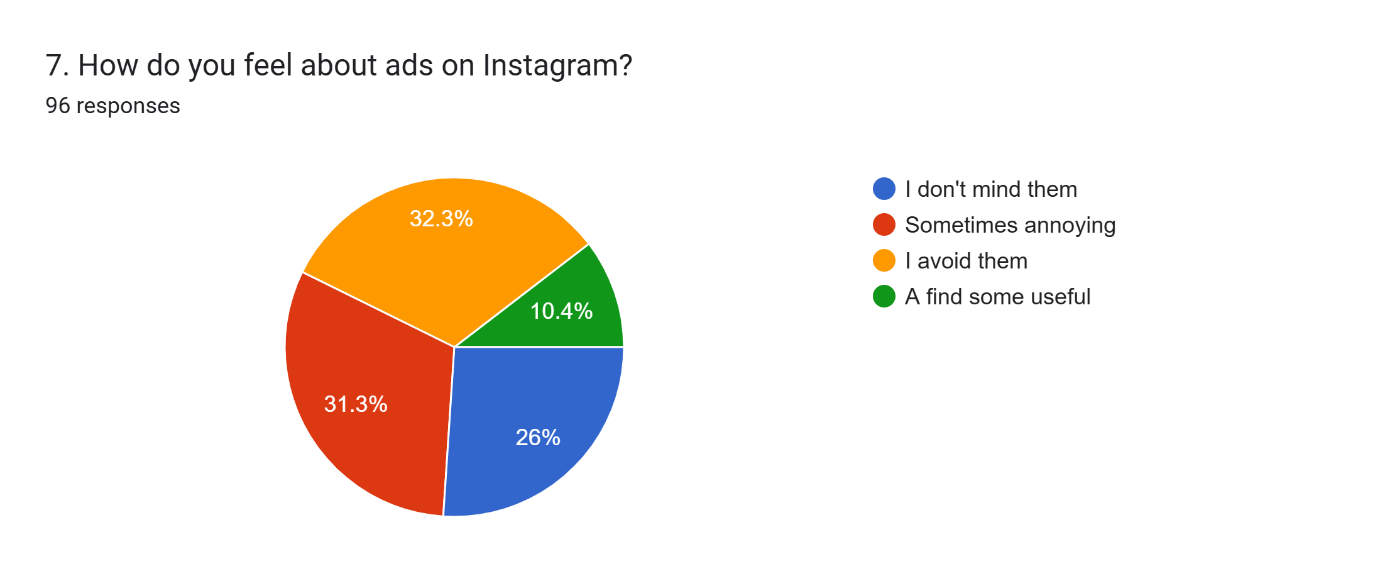 7. How do you feel about ads on Instagram?
96 responses
32.3%
10.4%
31.3%
26%
I don't mind them
Sometimes annoying
I avoid them
A find some useful